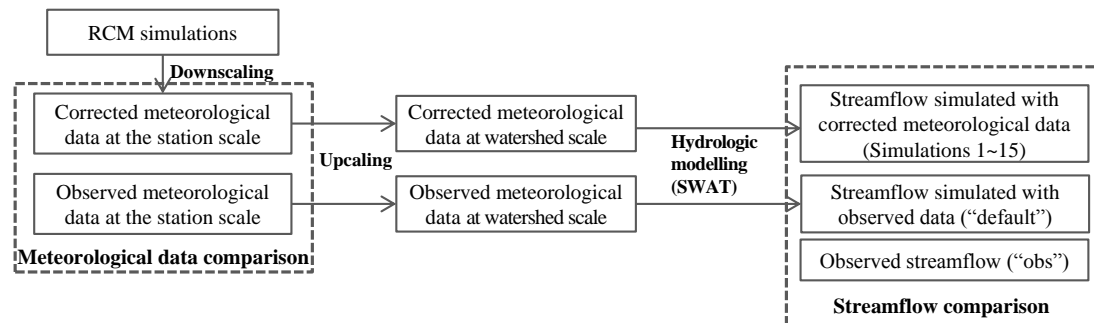 RCM simulations
Downscaling
Corrected meteorological
data at the station scale
Corrected meteorological
data at watershed scale
Streamflow simulated with
corrected meteorological data
(Simulations 1~15)
Upcaling
Hydrologic
modelling
(SWAT)
Observed meteorological
data at the station scale
Observed meteorological
data at watershed scale
Streamflow simulated with
observed data (“default”)
Meteorological data comparison
Observed streamflow (“obs”)
Streamflow comparison